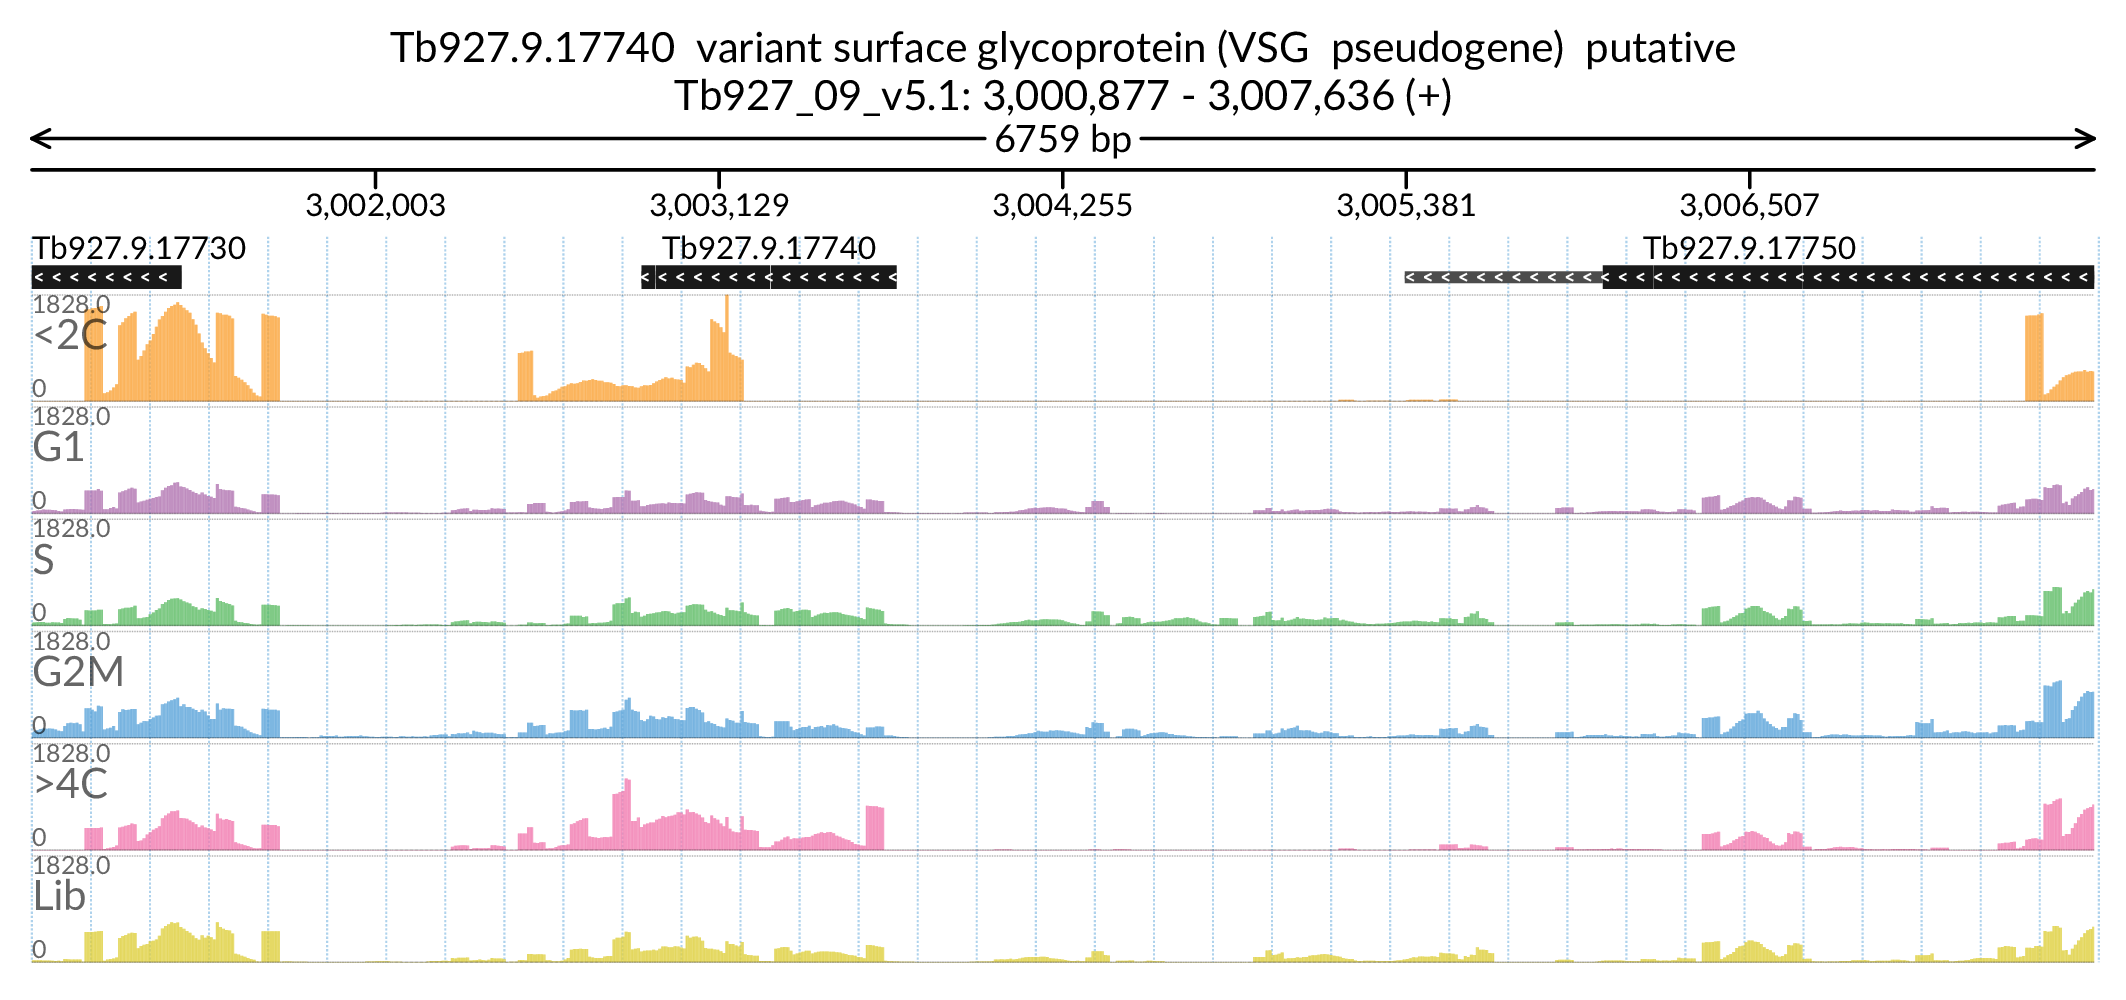 Tb927.9.17740  variant surface glycoprotein (VSG  pseudogene)  putative
Tb927_09_v5.1: 3,000,877 - 3,007,636 (+)
6759 bp
3,002,003 3,003,129 3,004,255 3,005,381 3,006,507
Tb927.9.17730 Tb927.9.17740 Tb927.9.17750
1828.0
<2C
0
1828.0
G1
0
1828.0
S
0
1828.0
G2M
0
1828.0
>4C
0
1828.0
Lib
0